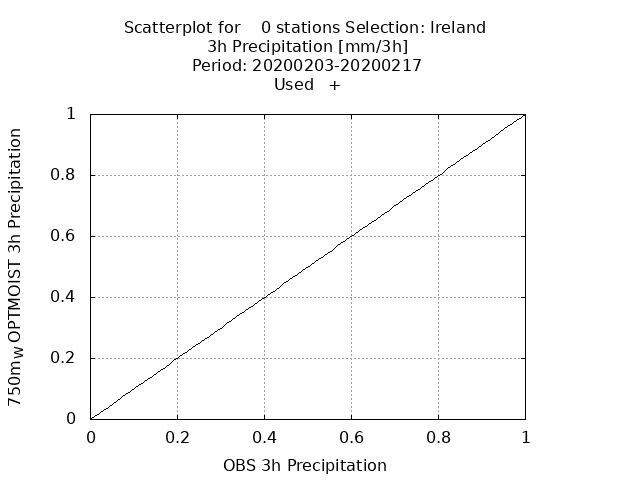 Scatterplot for 0 stations Selection: Ireland
3h Precipitation [mm/3h]
Period: 20200203-20200217
Used +
1
0.8
0.6
0.4
0.2
0
0 0.2 0.4 0.6 0.8 1
750mWOPTMOIST 3h Precipitation
OBS 3h Precipitation